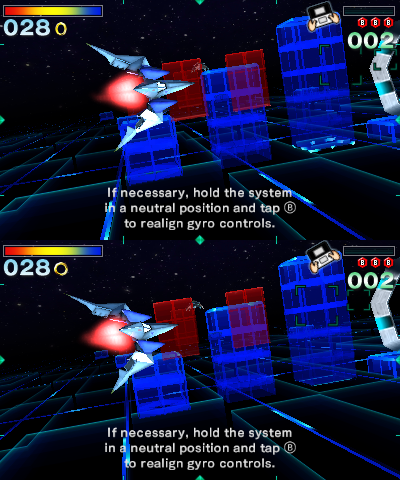 028
B B B
002
If necessary, hold the system
in a neutral position and tap Ⓑ
to realign gyro controls.
028
B B B
002
If necessary, hold the system
in a neutral position and tap Ⓑ
to realign gyro controls.